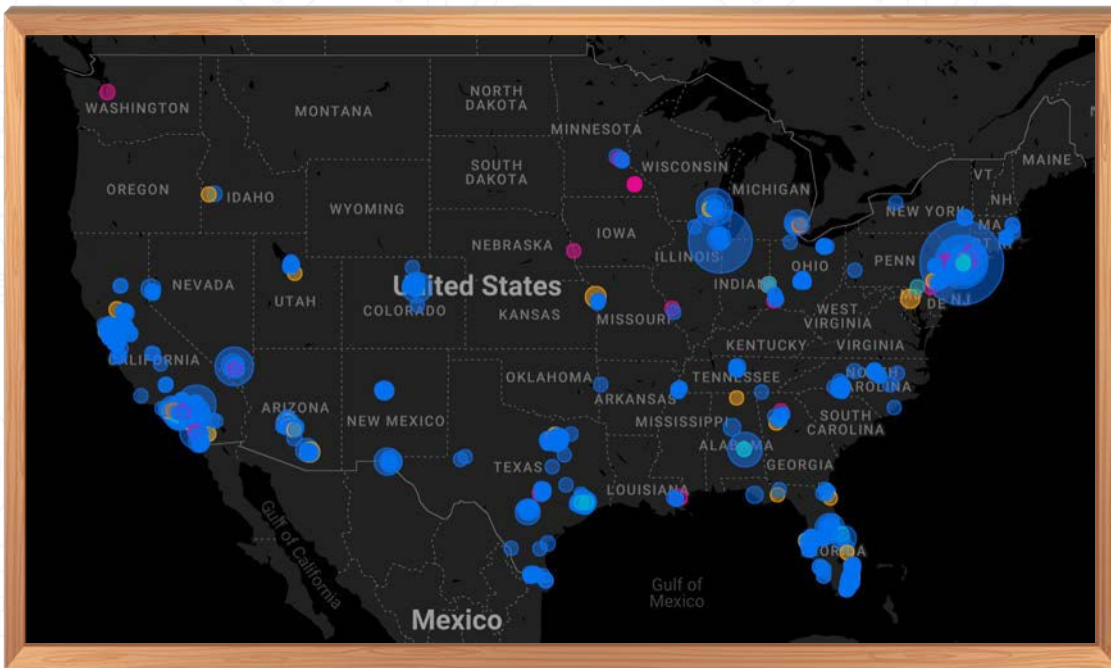 WASHINGTON
MONTANA
NORTH
DAKOTA
MINNESOTA
MAINE
OREGON
IDAHO
SOUTH
DAKOTA
WISCONSIN
MICHIGAN
VT
NH
WYOMING
NEW YORK
MA
NEBRASKA
IOWA
NEVADA
UTAH
United States
COLORADO
KANSAS
MISSOURI
ILLINOIS
OHIO
PENN
DE
NJ
WEST
VIRGINIA
KENTUCKY
VIRGINIA
CALIFORNIA
ARIZONA
NEW MEXICO
OKLAHOMA
ARKANSAS
TENNESSEE
NORTH
CAROLINA
SOUTH
CAROLINA
MISSISSIPPI
ALABAMA
GEORGIA
TEXAS
LOUISIANA
FLORIDA
Gulf of California
Gulf of
Mexico
Mexico